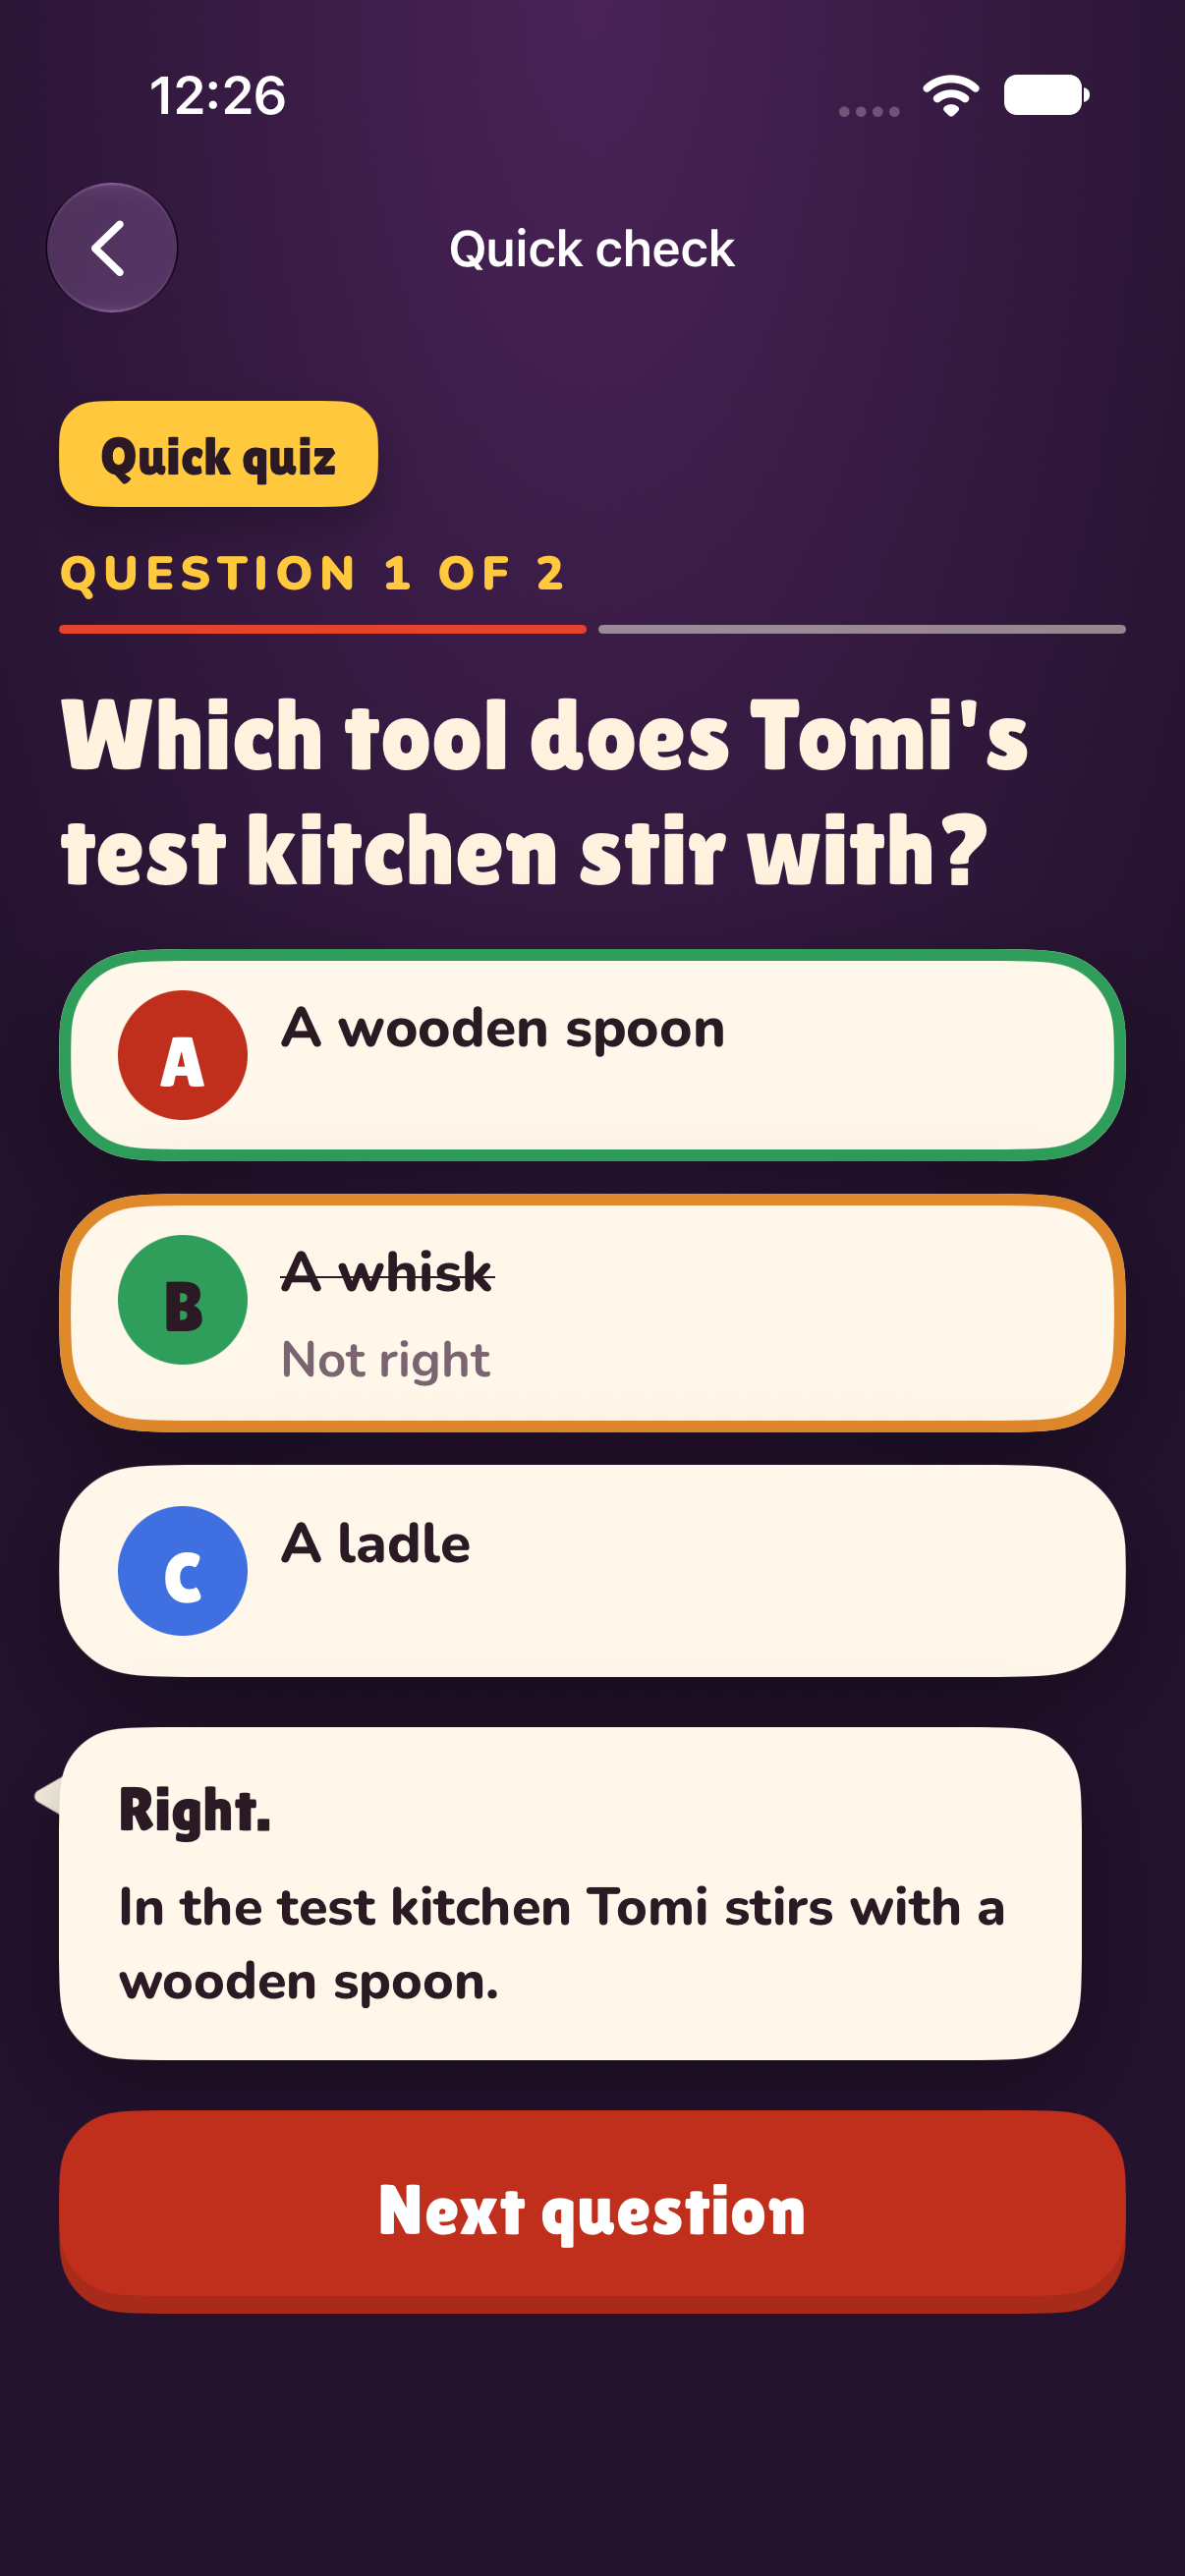 12:26
Quick check
Quick quiz
QUESTION 1 OF 2
Which tool does Tomi's
test kitchen stir with?
A
A wooden spoon
B
A whisk
Not right
C
A ladle
Right.
In the test kitchen Tomi stirs with a
wooden spoon.
Next question